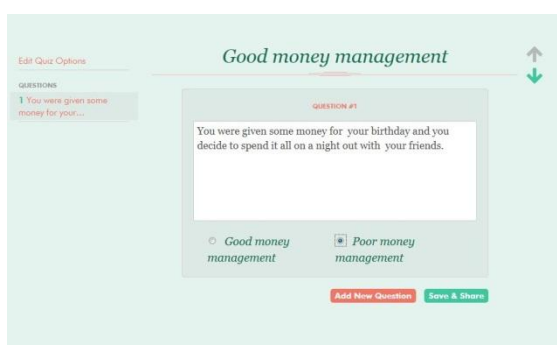 Good money management
Edit Quiz Options
QUESTIONS
1 You were given some
money for your...
QUESTION #1
You were given some money for your birthday and you
decide to spend it all on a night out with your friends.
Good money
management
Poor money
management
Add New Question
Save & Share